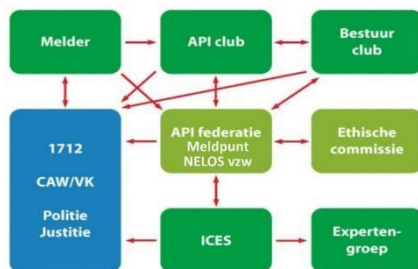 Melder
API club
Bestuur
club
1712
CAW/VK
Politie
Justitie
API federatie
Meldpunt
NELOS vzw
Ethische
commissie
ICES
Experten-
groep